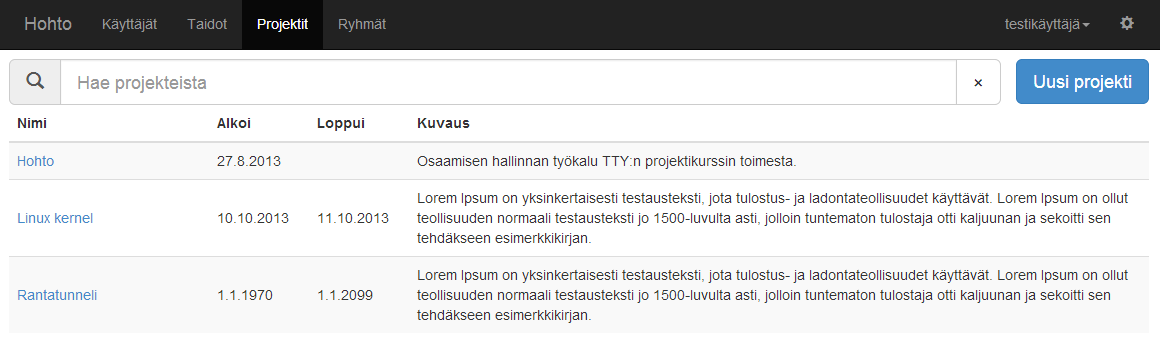 Hohto Käyttäjät Taidot Projektit Ryhmät testikäyttäjä
Hae projekteista × Uusi projekti
Nimi Alkoi Loppui Kuvaus
Hohto 27.8.2013 Osaamisen hallinnan työkalu TTY:n projektikurssin toimesta.
Linux kernel 10.10.2013 11.10.2013 Lorem Ipsum on yksinkertaisesti testausteksti, jota tulostus- ja ladontateollisuudet käyttävät. Lorem Ipsum on ollut
teollisuuden normaali testausteksti jo 1500-luvulta asti, jolloin tuntematon tulostaja otti kaljuunan ja sekoitti sen
tehdäkseen esimerkkikirjan.
Rantatunneli 1.1.1970 1.1.2099 Lorem Ipsum on yksinkertaisesti testausteksti, jota tulostus- ja ladontateollisuudet käyttävät. Lorem Ipsum on ollut
teollisuuden normaali testausteksti jo 1500-luvulta asti, jolloin tuntematon tulostaja otti kaljuunan ja sekoitti sen
tehdäkseen esimerkkikirjan.